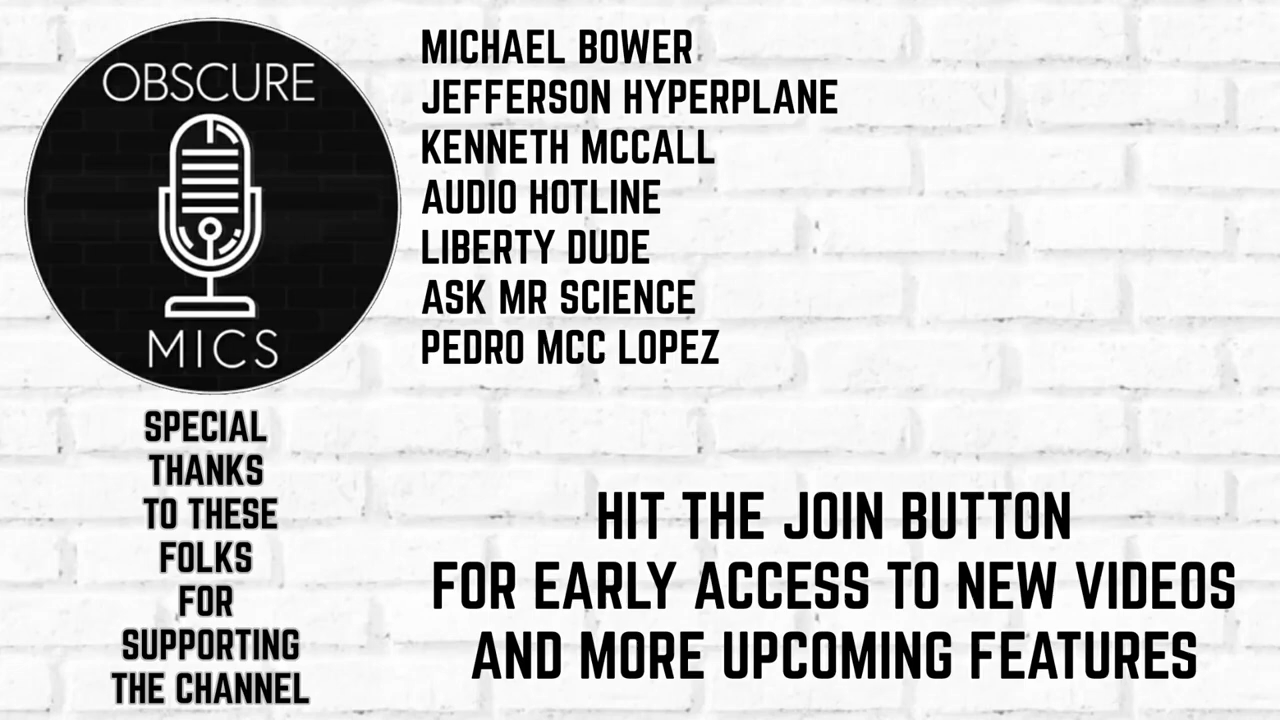 OBSCURE
MICS
MICHAEL BOWER
JEFFERSON HYPERPLANE
KENNETH MCCALL
AUDIO HOTLINE
LIBERTY DUDE
ASK MR SCIENCE
PEDRO MCC LOPEZ
SPECIAL
THANKS
TO THESE
FOLKS
FOR
SUPPORTING
THE CHANNEL
HIT THE JOIN BUTTON
FOR EARLY ACCESS TO NEW VIDEOS
AND MORE UPCOMING FEATURES